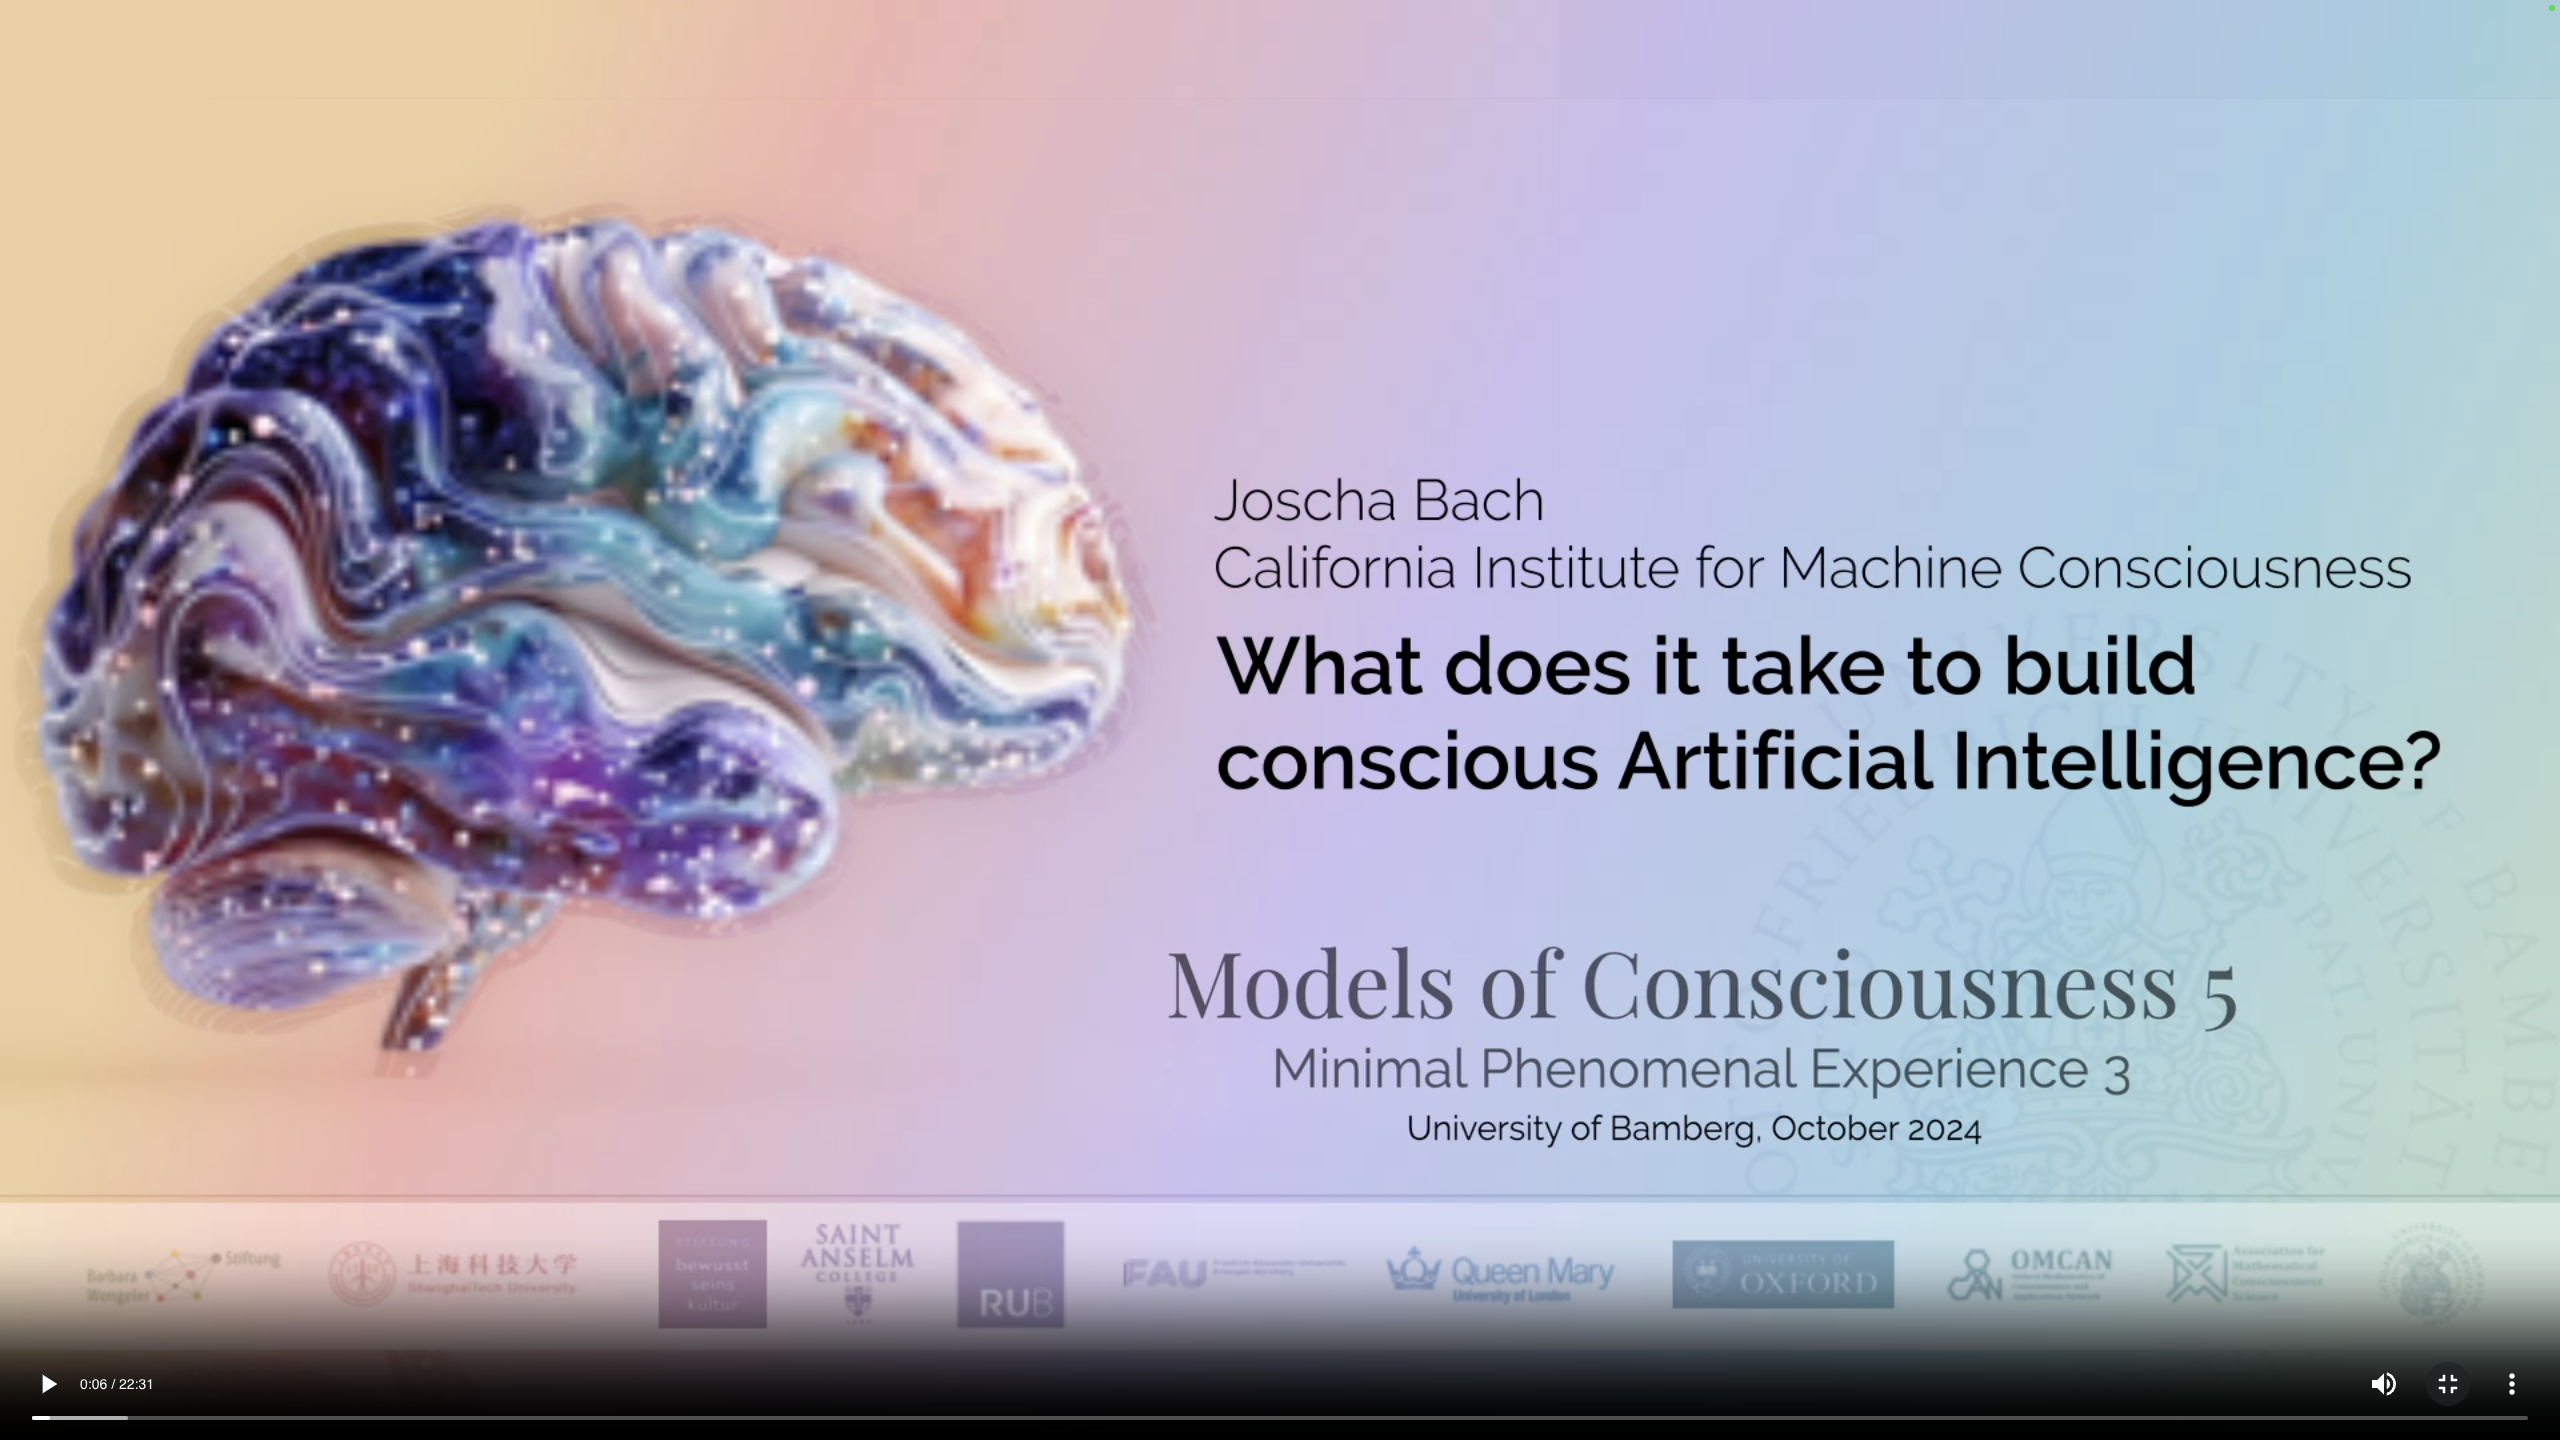 Joscha Bach
California Institute for Machine Consciousness
What does it take to build
conscious Artificial Intelligence?
Models of Consciousness 5
Minimal Phenomenal Experience 3
University of Bamberg, October 2024
Barbara
Wengeler
Stiftung
上海科技大学
ShanghaiTech University
STIFTUNG
bewusst
seins
kultur
SAINT
ANSELM
COLLEGE
RUB
FAU
Queen Mary
University of London
UNIVERSITY OF
OXFORD
OMCAN
Association for
Mathematical
Consciousness
Science
0:06 / 22:31